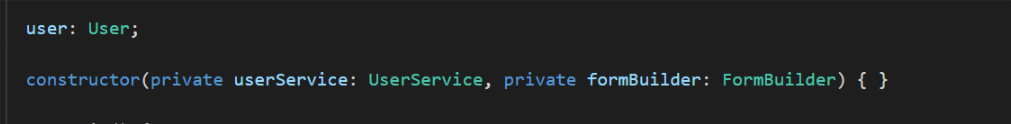 user: User;
constructor(private userService: UserService, private formBuilder: FormBuilder) { }